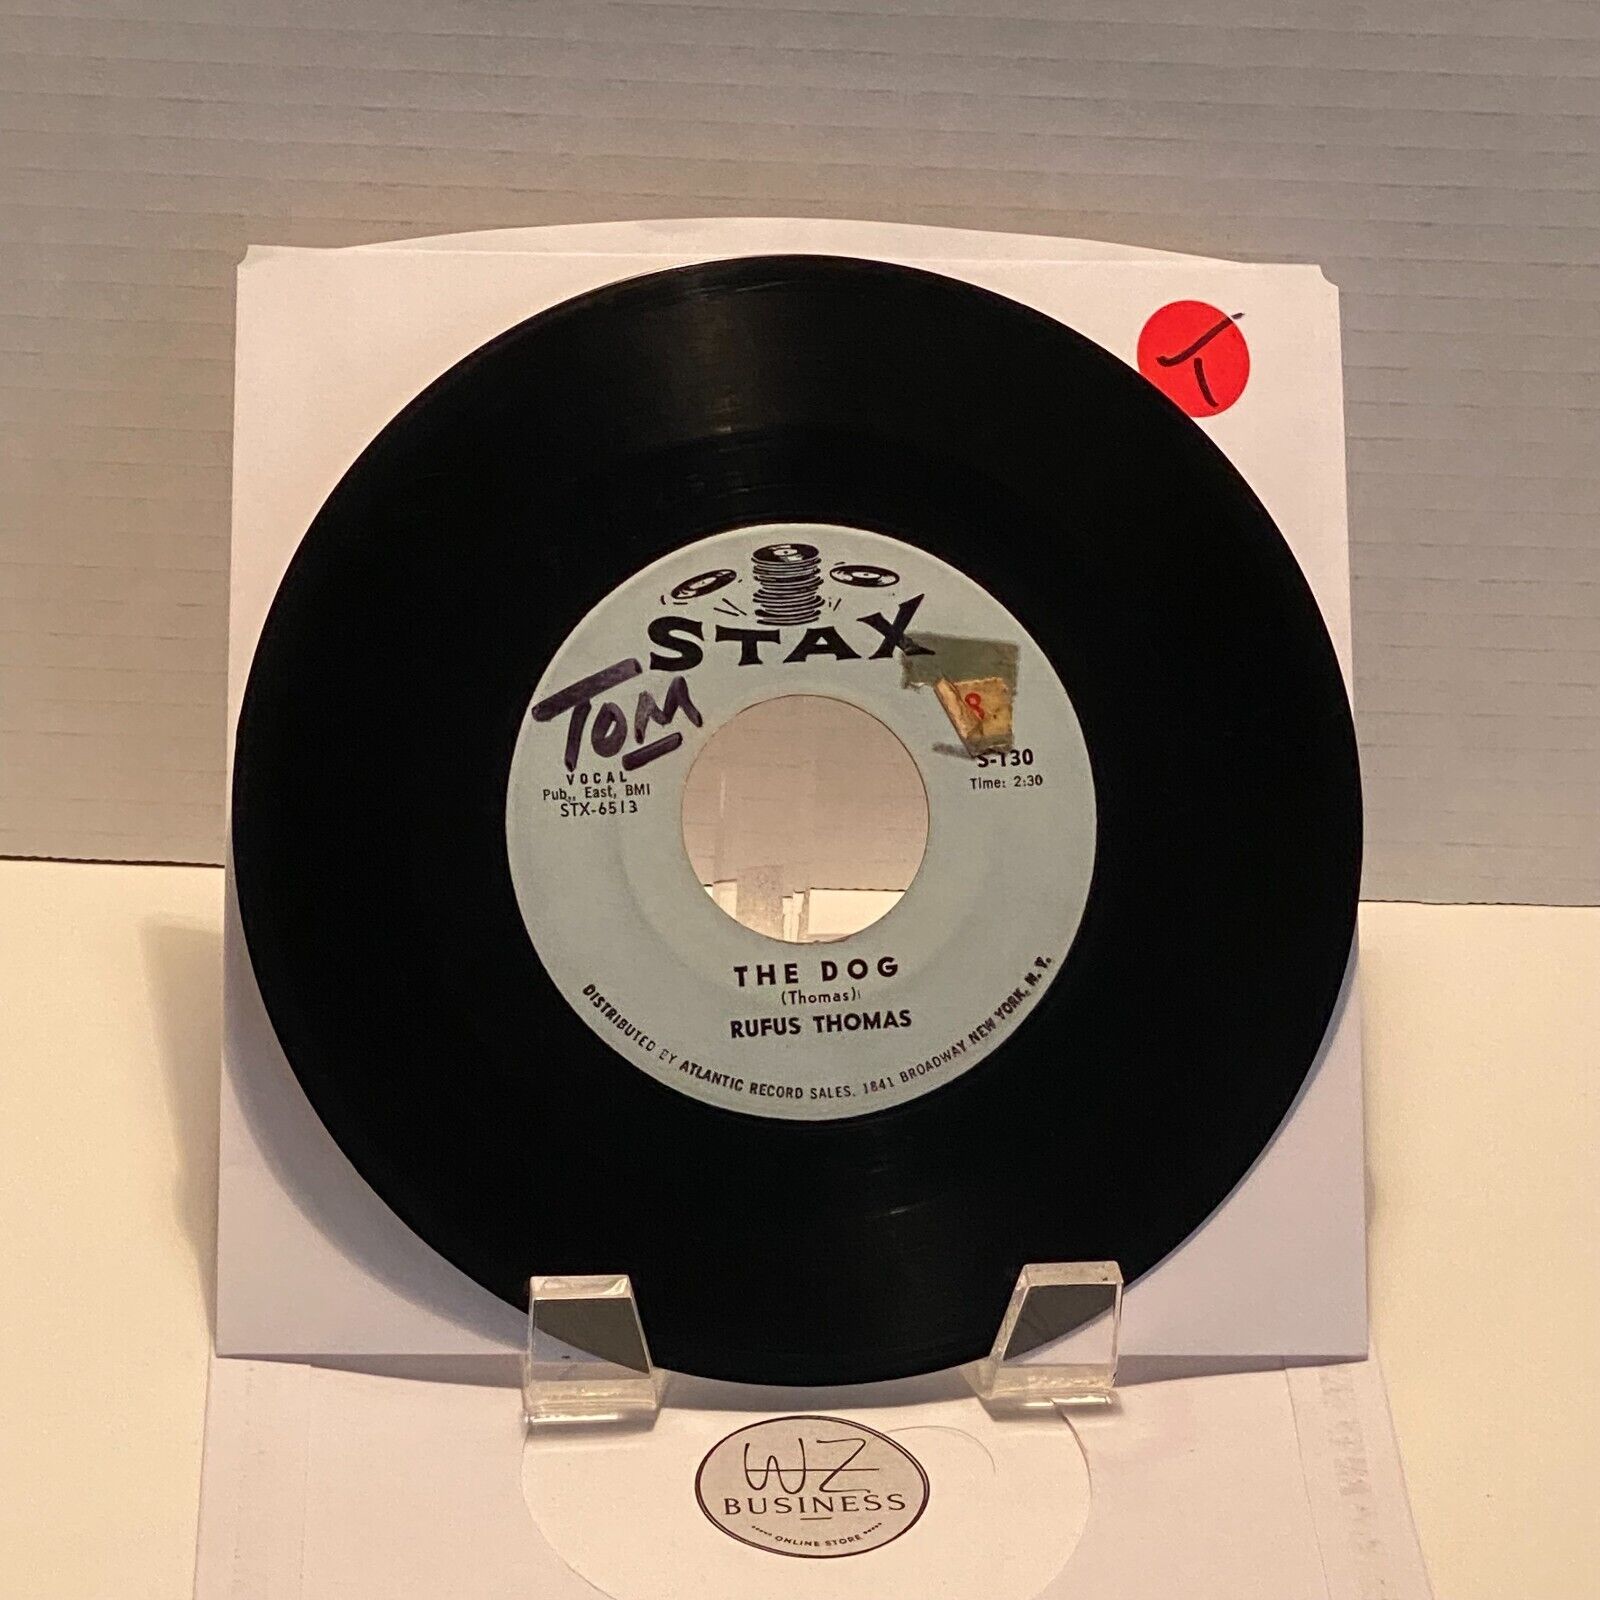 T
STAX
TOM
8
VOCAL
Pub., East, BMI
STX-6513
S-130
Time: 2:30
THE DOG
(Thomas)
RUFUS THOMAS
DISTRIBUTED BY ATLANTIC RECORD SALES, 1841 BROADWAY NEW YORK, N. Y.
WZ
BUSINESS
ONLINE STORE